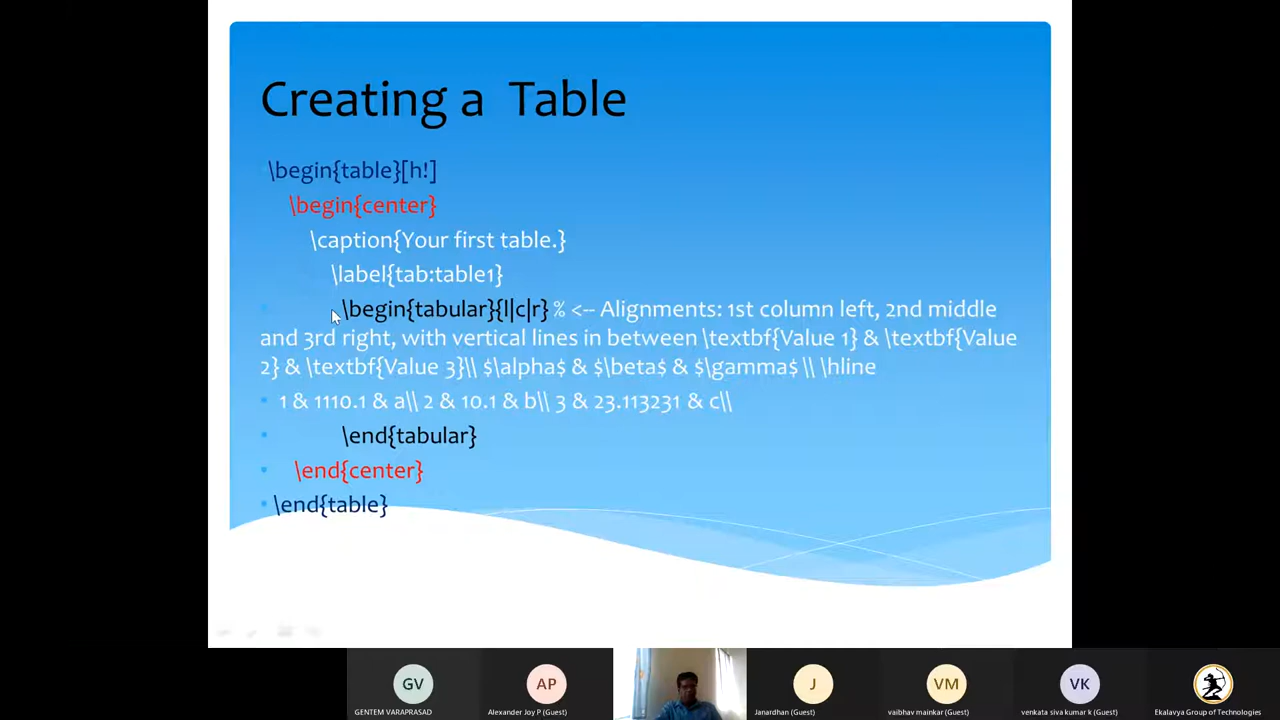 Creating a Table
\begin{table}[h!]
\begin{center}
\caption{Your first table.}
\label{tab:table1}
\begin{tabular}{l|c|r} % <-- Alignments: 1st column left, 2nd middle
and 3rd right, with vertical lines in between \textbf{Value 1} & \textbf{Value
2} & \textbf{Value 3}\\ $\alpha$ & $\beta$ & $\gamma$ \\ \hline
1 & 1110.1 & a\\ 2 & 10.1 & b\\ 3 & 23.113231 & c\\
\end{tabular}
\end{center}
\end{table}
GV AP J VM VK
GENTEM VARAPRASAD Alexander Joy P (Guest) Janardhan (Guest) vaibhav mainkar (Guest) venkata siva kumar k (Guest) Ekalavya Group of Technologies